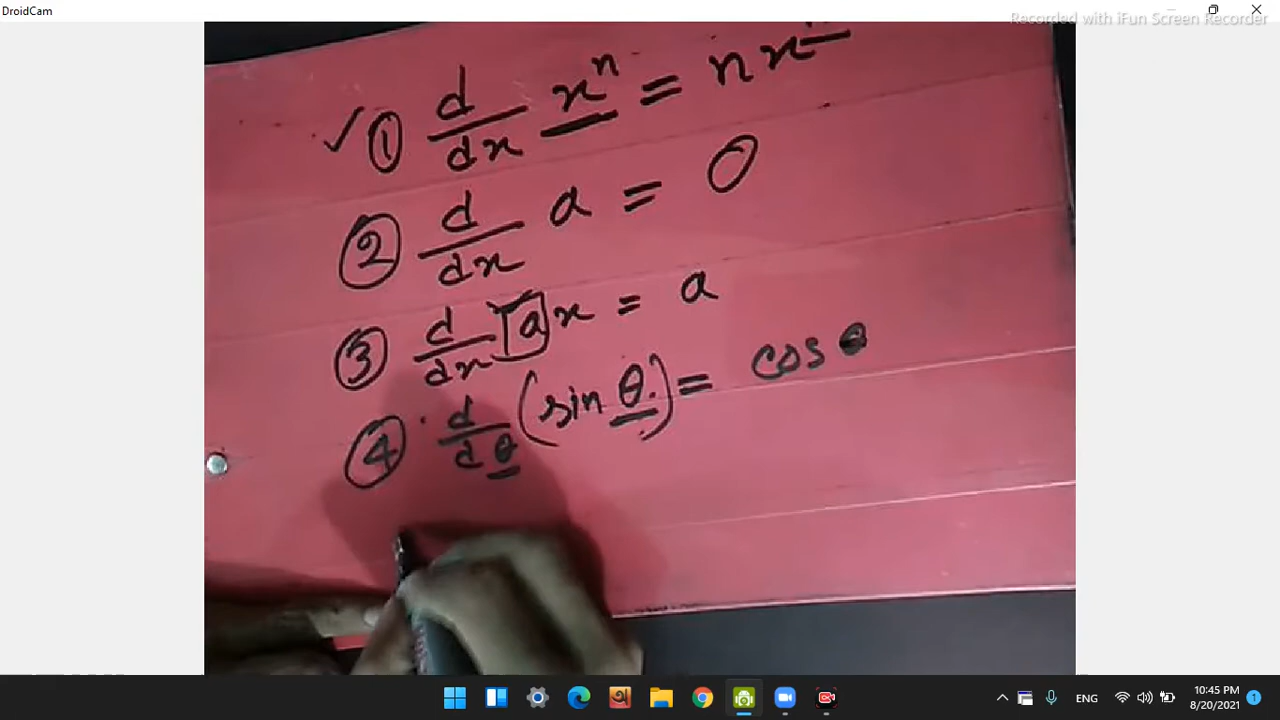 DroidCam
Recorded with iFun Screen Recorder
① d/dx xⁿ = nx
② d/dx a = 0
③ d/dx a x = a
④ d/dθ (sin θ) = cos θ
ENG
10:45 PM
8/20/2021